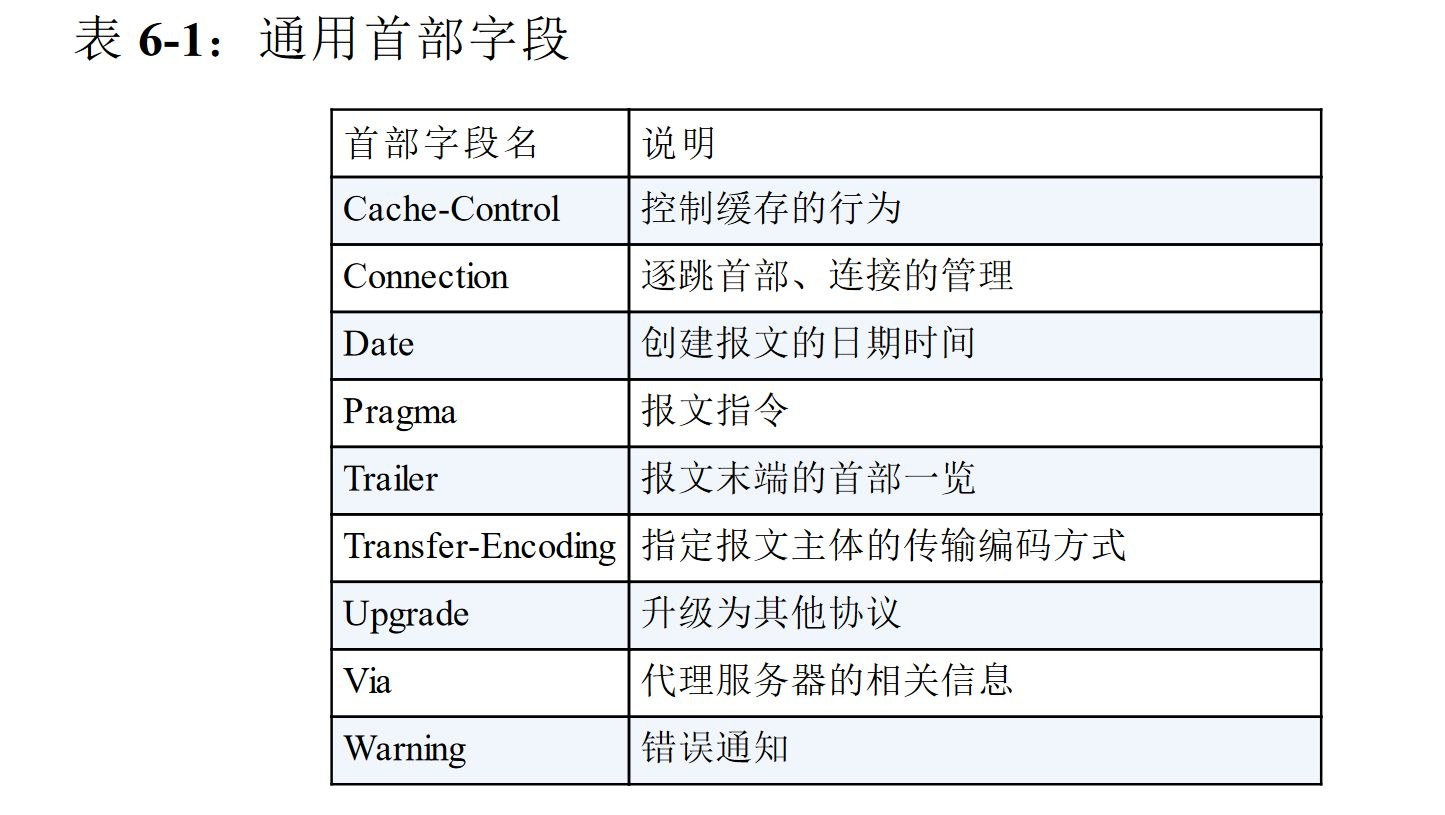 表 6-1：通用首部字段
首部字段名 说明
Cache-Control 控制缓存的行为
Connection 逐跳首部、连接的管理
Date 创建报文的日期时间
Pragma 报文指令
Trailer 报文末端的首部一览
Transfer-Encoding 指定报文主体的传输编码方式
Upgrade 升级为其他协议
Via 代理服务器的相关信息
Warning 错误通知